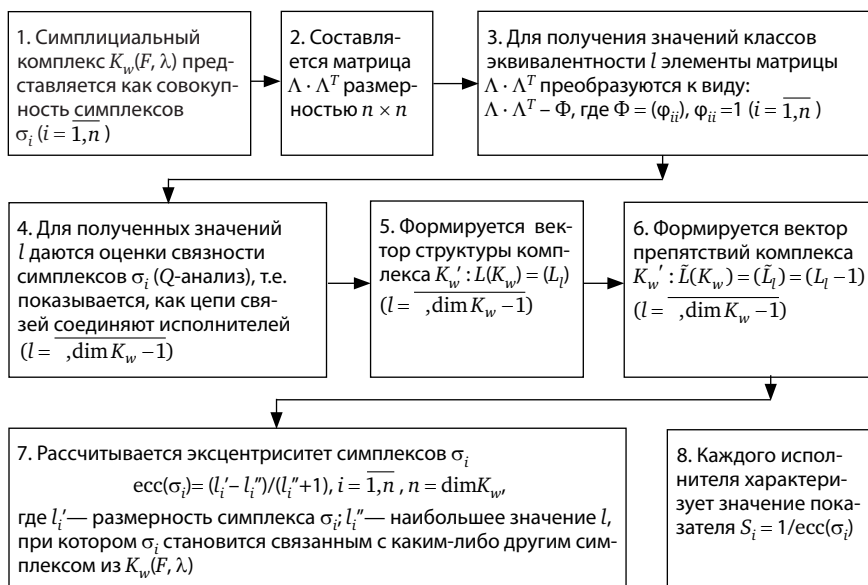 1. Симплициальный
комплекс K_w(F, λ) пред-
ставляется как совокуп-
ность симплексов
σ_i (i = 1,n)
2. Составля-
ется матрица
Λ · Λ^T размер-
ностью n × n
3. Для получения значений классов
эквивалентности l элементы матрицы
Λ · Λ^T преобразуются к виду:
Λ · Λ^T – Φ, где Φ = (φ_ii), φ_ii =1 (i = 1,n )
4. Для полученных значений
l даются оценки связности
симплексов σ_i (Q-анализ), т.е.
показывается, как цепи свя-
зей соединяют исполнителей
(l = ,dim K_w –1)
5. Формируется век-
тор структуры комп-
лекса K_w′ : L(K_w) = (L_l)
(l = ,dim K_w –1)
6. Формируется вектор
препятствий комплекса
K_w′ : L̃(K_w) = (L̃_l) = (L_l –1)
(l = ,dim K_w –1)
7. Рассчитывается эксцентриситет симплексов σ_i
ecc(σ_i)= (l_i′– l_i″)/(l_i″+1), i = 1,n , n = dimK_w,
где l_i′— размерность симплекса σ_i; l_i″— наибольшее значение l,
при котором σ_i становится связанным с каким-либо другим сим-
плексом из K_w(F, λ)
8. Каждого испол-
нителя характери-
зует значение пока-
зателя S_i = 1/ecc(σ_i)